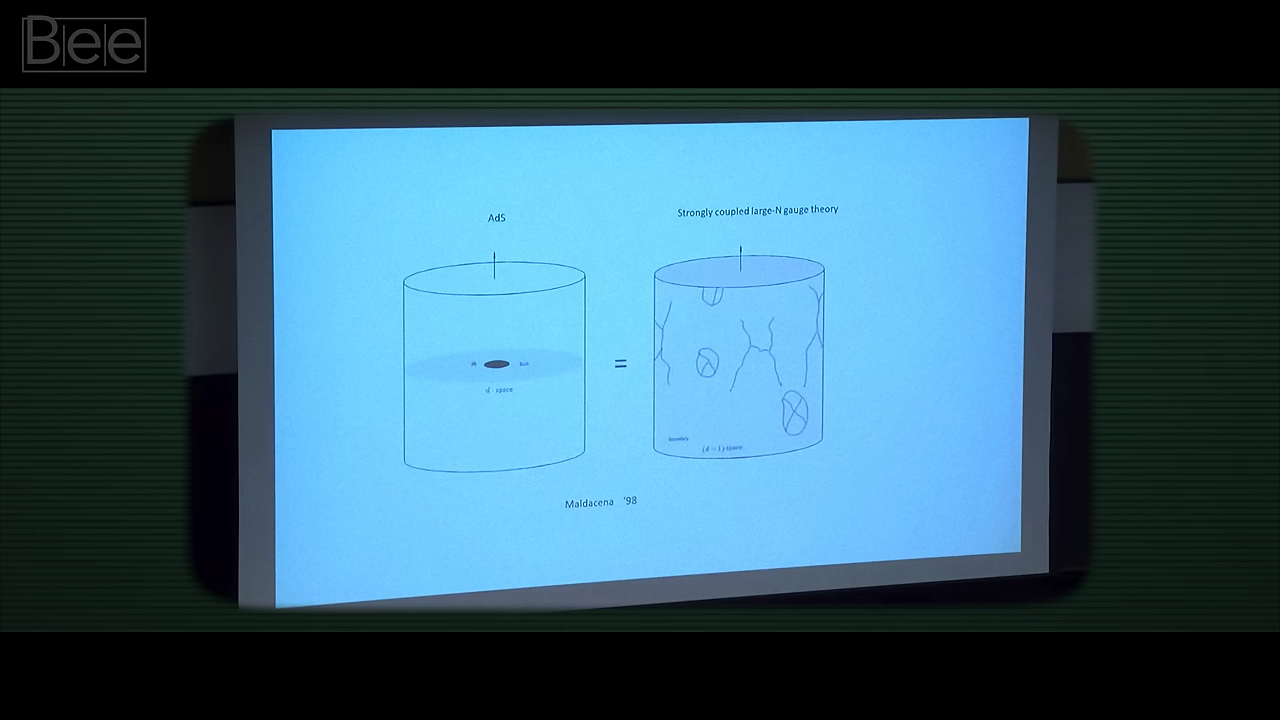 Bee
AdS
Strongly coupled large-N gauge theory
=
d - space
Boundary
(d - 1)-space
Maldacena '98